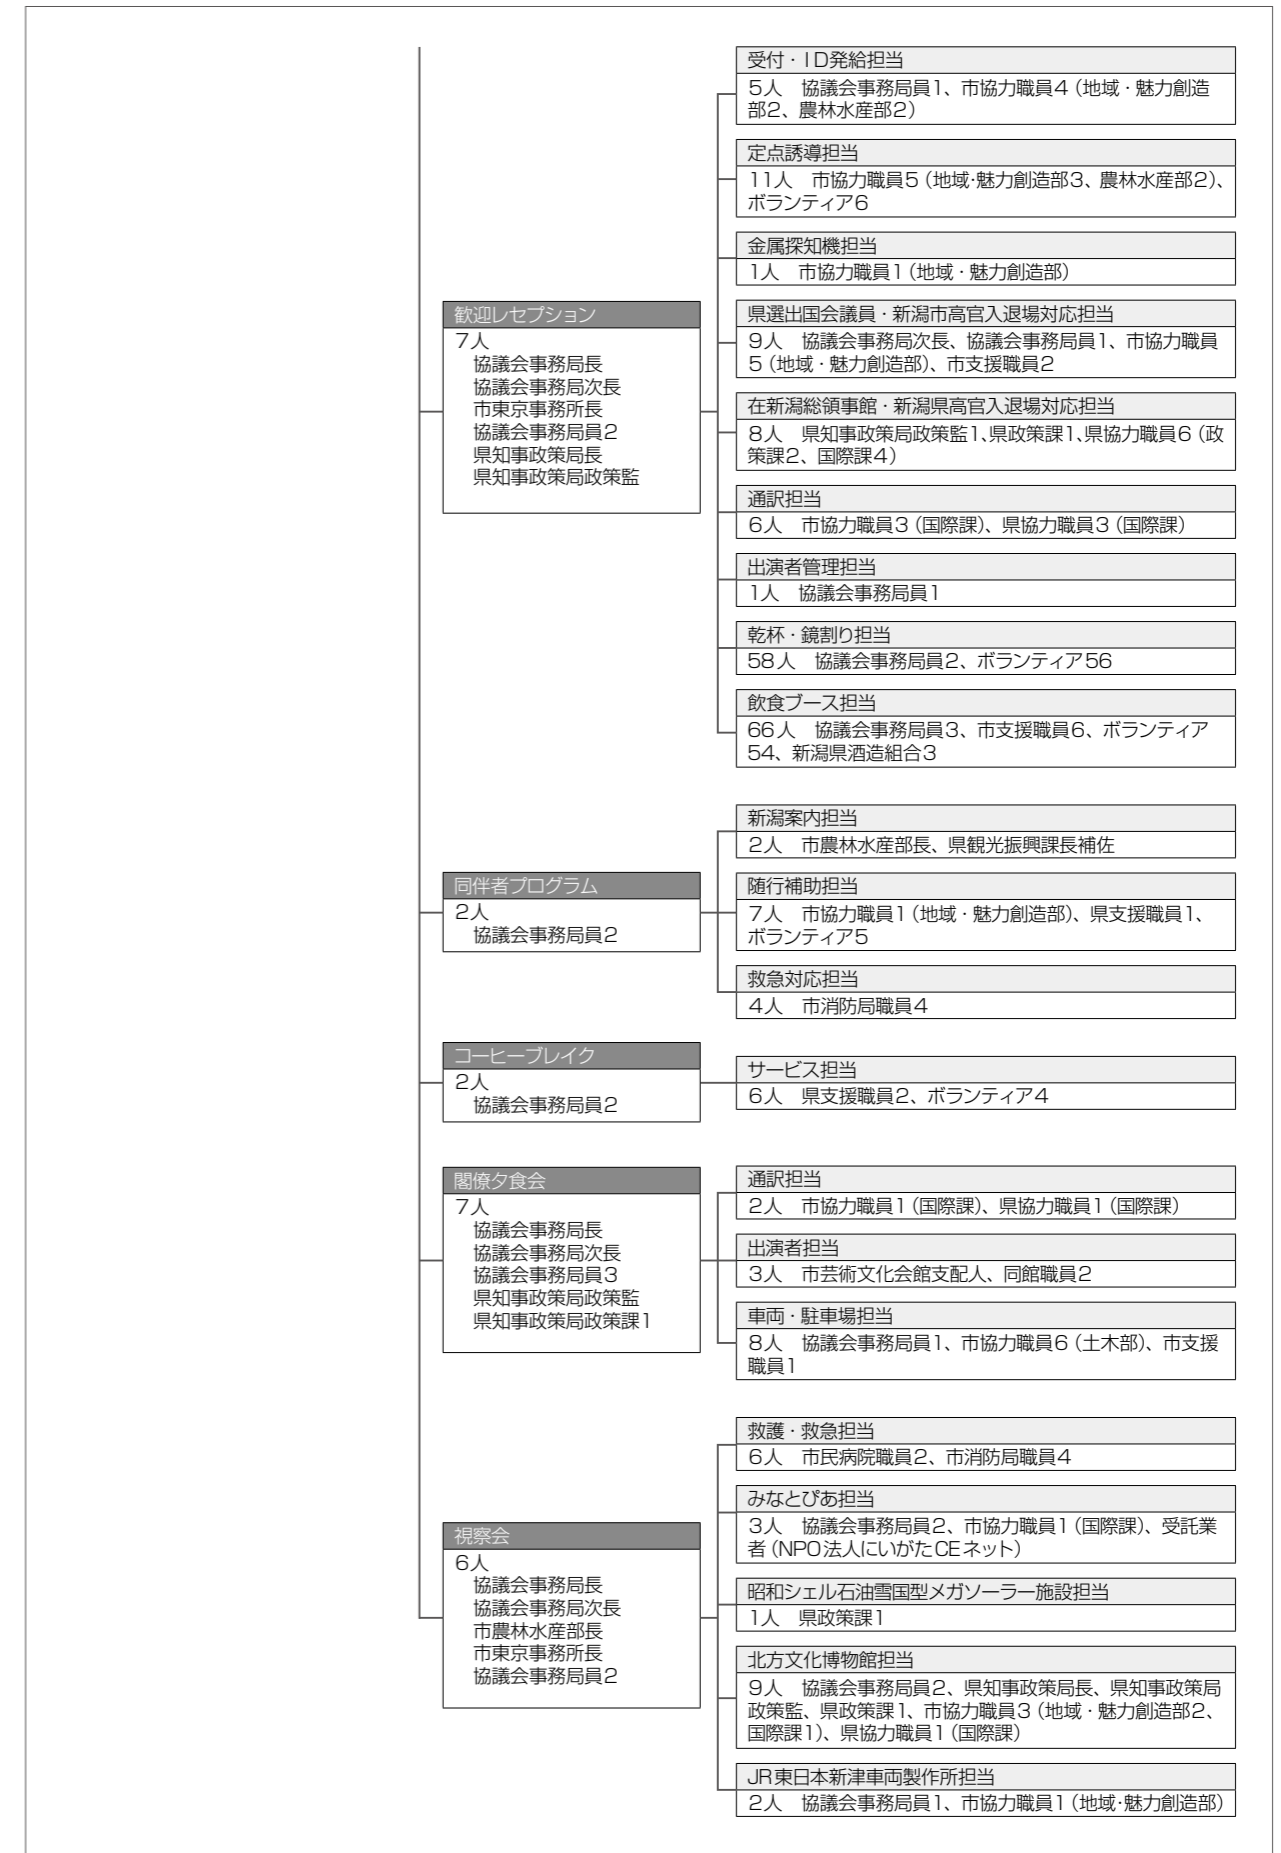 歓迎レセプション
7人
協議会事務局長
協議会事務局次長
市東京事務所長
協議会事務局員2
県知事政策局長
県知事政策局政策監
受付・ID発給担当
5人　協議会事務局員1、市協力職員4（地域・魅力創造
部2、農林水産部2）
定点誘導担当
11人　市協力職員5（地域・魅力創造部3、農林水産部2）、
ボランティア6
金属探知機担当
1人　市協力職員1（地域・魅力創造部）
県選出国会議員・新潟市高官入退場対応担当
9人　協議会事務局次長、協議会事務局員1、市協力職員
5（地域・魅力創造部）、市支援職員2
在新潟総領事館・新潟県高官入退場対応担当
8人　県知事政策局政策監1、県政策課1、県協力職員6（政
策課2、国際課4）
通訳担当
6人　市協力職員3（国際課）、県協力職員3（国際課）
出演者管理担当
1人　協議会事務局員1
乾杯・鏡割り担当
58人　協議会事務局員2、ボランティア56
飲食ブース担当
66人　協議会事務局員3、市支援職員6、ボランティア
54、新潟県酒造組合3
同伴者プログラム
2人
協議会事務局員2
新潟案内担当
2人　市農林水産部長、県観光振興課長補佐
随行補助担当
7人　市協力職員1（地域・魅力創造部）、県支援職員1、
ボランティア5
救急対応担当
4人　市消防局職員4
コーヒーブレイク
2人
協議会事務局員2
サービス担当
6人　県支援職員2、ボランティア4
閣僚夕食会
7人
協議会事務局長
協議会事務局次長
協議会事務局員3
県知事政策局政策監
県知事政策局政策課1
通訳担当
2人　市協力職員1（国際課）、県協力職員1（国際課）
出演者担当
3人　市芸術文化会館支配人、同館職員2
車両・駐車場担当
8人　協議会事務局員1、市協力職員6（土木部）、市支援
職員1
視察会
6人
協議会事務局長
協議会事務局次長
市農林水産部長
市東京事務所長
協議会事務局員2
救護・救急担当
6人　市民病院職員2、市消防局職員4
みなとぴあ担当
3人　協議会事務局員2、市協力職員1（国際課）、受託業
者（NPO法人にいがたCEネット）
昭和シェル石油雪国型メガソーラー施設担当
1人　県政策課1
北方文化博物館担当
9人　協議会事務局員2、県知事政策局長、県知事政策局
政策監、県政策課1、市協力職員3（地域・魅力創造部2、
国際課1）、県協力職員1（国際課）
JR東日本新津車両製作所担当
2人　協議会事務局員1、市協力職員1（地域・魅力創造部）